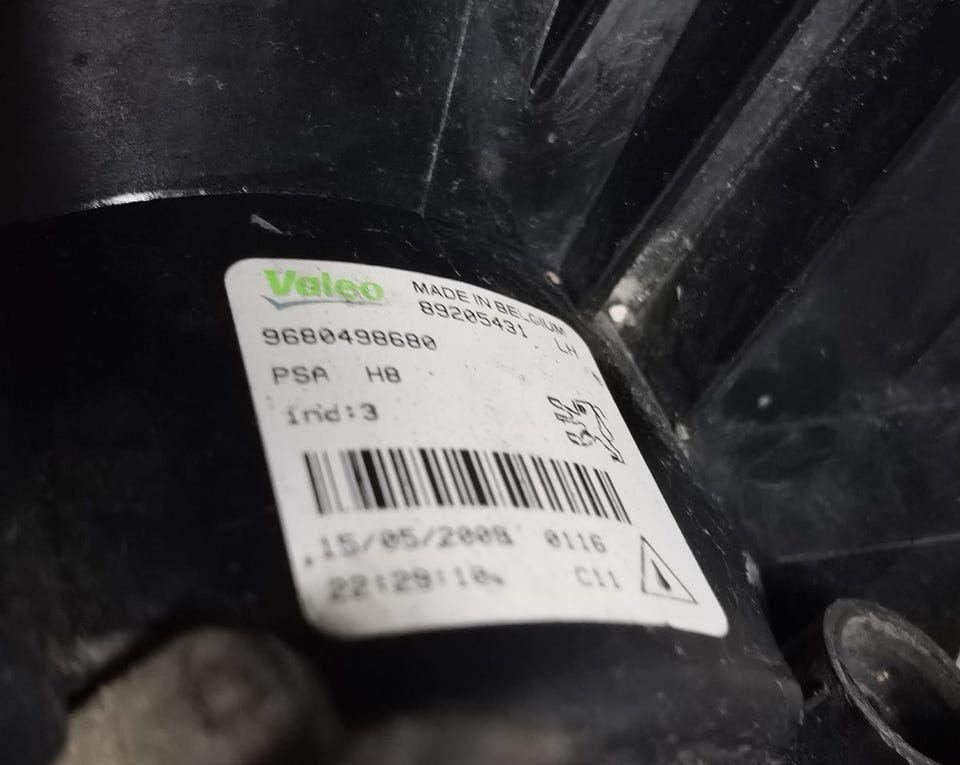 Valeo
MADE IN BELGIUM
89205431 LH
9680498680
PSA H8
ind:3
15/05/2008 0116
22:29:10 C11